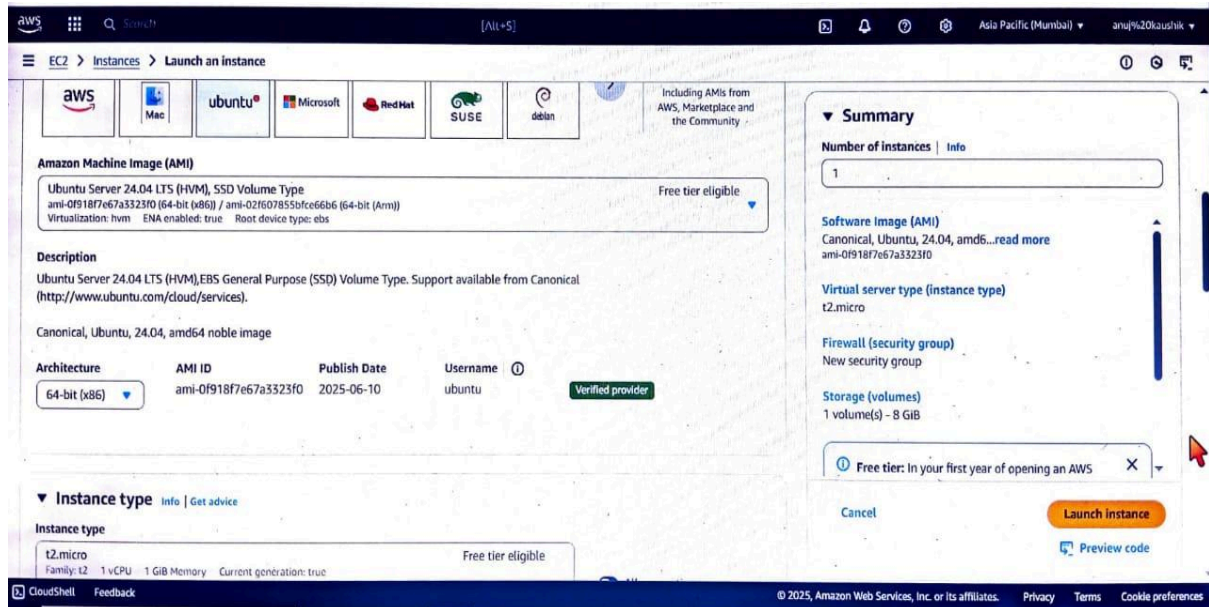 aws
Search
[Alt+S]
Asia Pacific (Mumbai)
anuj%20kaushik
EC2 > Instances > Launch an instance
aws
Mac
ubuntu
Microsoft
Red Hat
SUSE
debian
Including AMIs from
AWS, Marketplace and
the Community
Amazon Machine Image (AMI)
Ubuntu Server 24.04 LTS (HVM), SSD Volume Type
Free tier eligible
ami-0f918f7e67a3323f0 (64-bit (x86)) / ami-02f607855bfce66b6 (64-bit (Arm))
Virtualization: hvm ENA enabled: true Root device type: ebs
Description
Ubuntu Server 24.04 LTS (HVM),EBS General Purpose (SSD) Volume Type. Support available from Canonical
(http://www.ubuntu.com/cloud/services).
Canonical, Ubuntu, 24.04, amd64 noble image
Architecture AMI ID Publish Date Username
64-bit (x86) ami-0f918f7e67a3323f0 2025-06-10 ubuntu Verified provider
Instance type Info | Get advice
Instance type
t2.micro Free tier eligible
Family: t2 1 vCPU 1 GiB Memory Current generation: true
Summary
Number of instances | Info
1
Software Image (AMI)
Canonical, Ubuntu, 24.04, amd6...read more
ami-0f918f7e67a3323f0
Virtual server type (instance type)
t2.micro
Firewall (security group)
New security group
Storage (volumes)
1 volume(s) - 8 GiB
Free tier: In your first year of opening an AWS
Cancel
Launch instance
Preview code
CloudShell Feedback
© 2025, Amazon Web Services, Inc. or its affiliates. Privacy Terms Cookie preferences